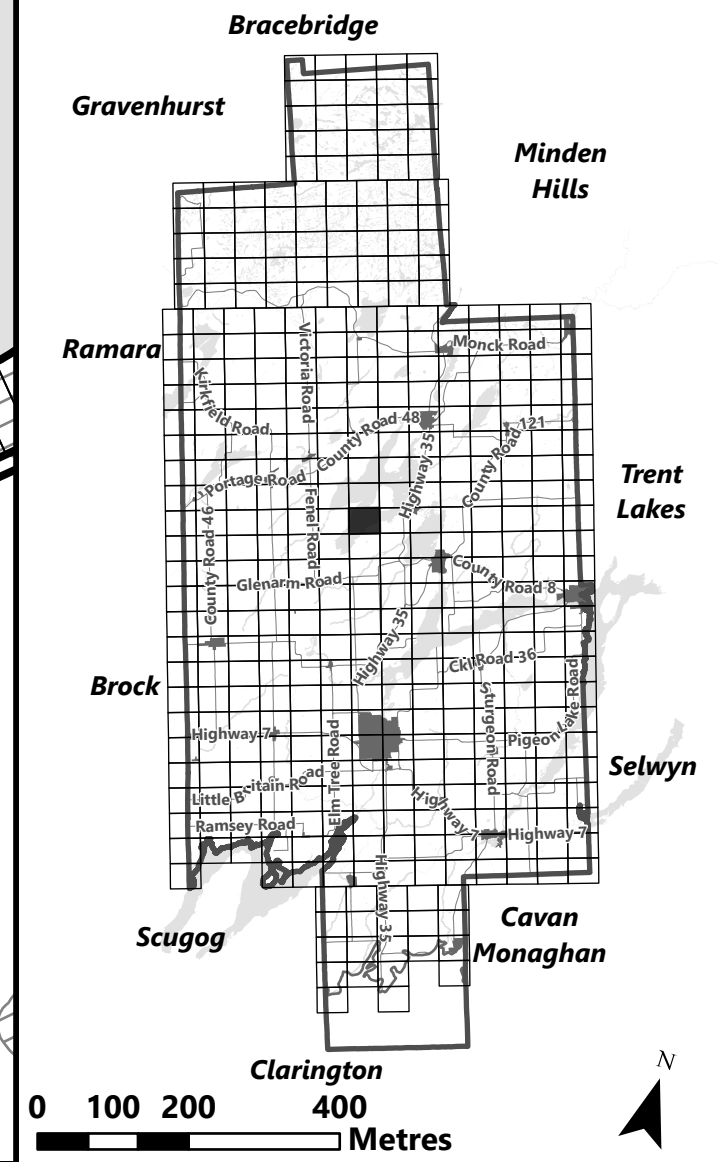 Bracebridge
Gravenhurst
Minden
Hills
Ramara
Monck Road
Victoria Road
Kirkfield Road
County Road 48
County Road 121
Highway 35
Trent
Lakes
Portage Road
Fenel Road
County Road 46
Glenarm Road
County Road 8
Highway 35
Ckl Road 36
Brock
Sturgeon Road
Pigeon Lake Road
Highway 7
Elm Tree Road
Selwyn
Little Britain Road
Highway 7
Ramsey Road
Highway 7
Highway 35
Scugog
Cavan
Monaghan
Clarington
N
0 100 200 400
Metres